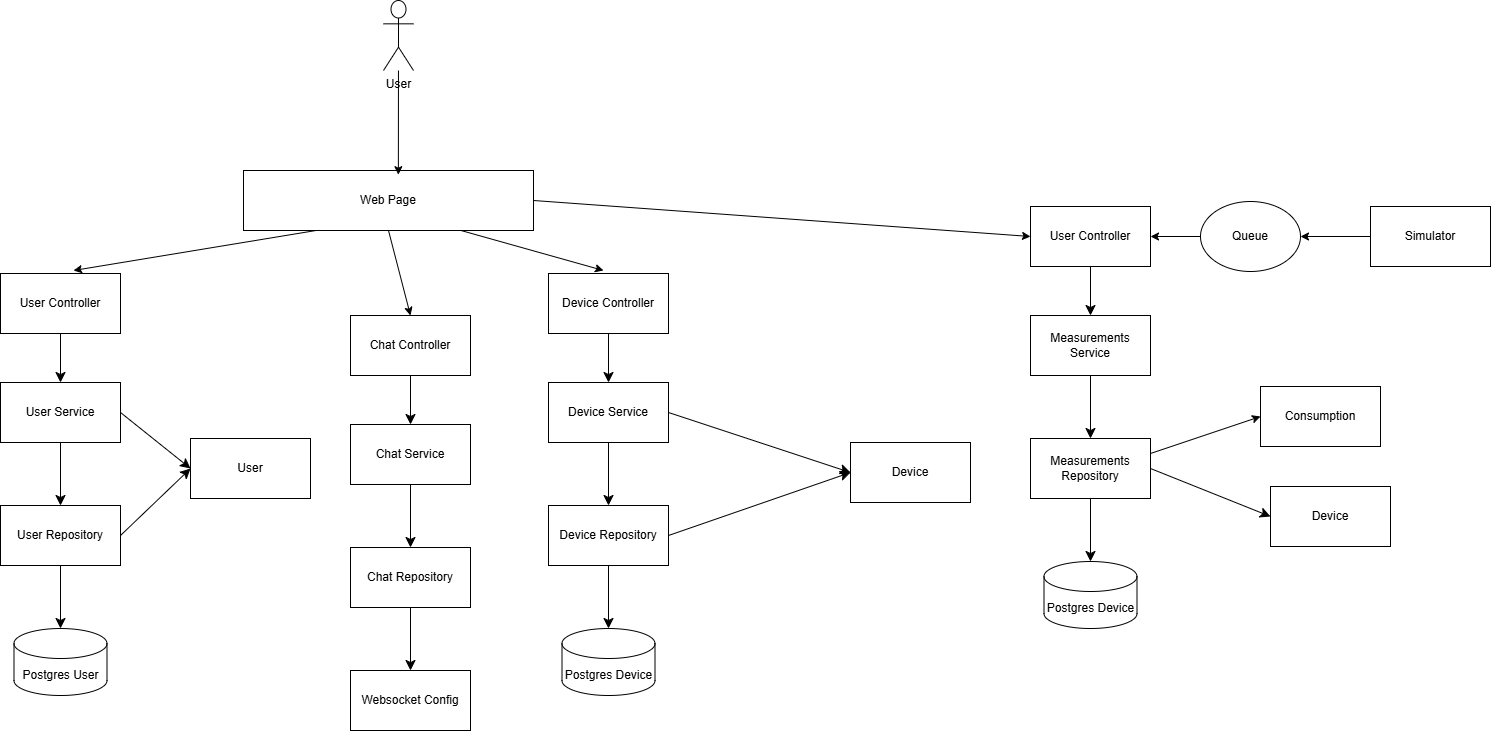 User
Web Page
User Controller
Queue
Simulator
User Controller
Chat Controller
Device Controller
Measurements
Service
User Service
Chat Service
Device Service
Consumption
User
Device
Measurements
Repository
Device
User Repository
Chat Repository
Device Repository
Postgres Device
Postgres User
Websocket Config
Postgres Device